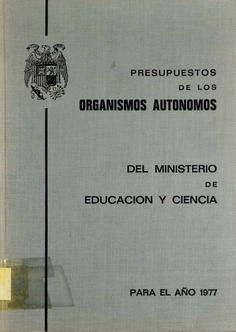 PRESUPUESTOS
DE LOS
ORGANISMOS AUTONOMOS
DEL MINISTERIO
DE
EDUCACION Y CIENCIA
PARA EL AÑO 1977